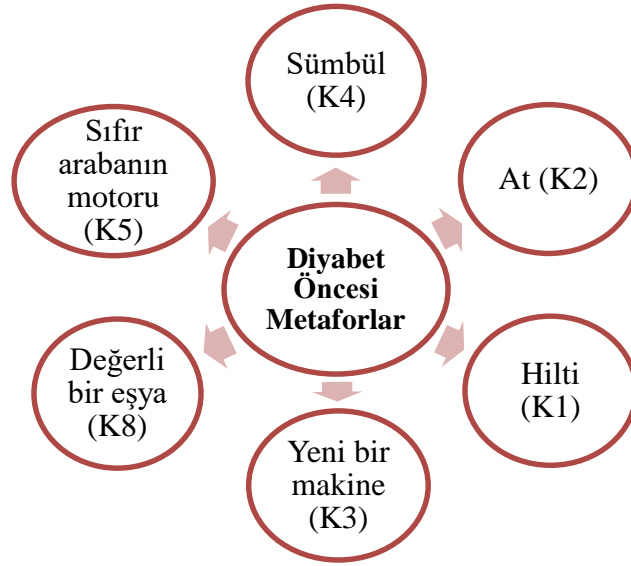 Sümbül
(K4)
Sıfır
arabanın
motoru
(K5)
At (K2)
Diyabet
Öncesi
Metaforlar
Değerli
bir eşya
(K8)
Hilti
(K1)
Yeni bir
makine
(K3)